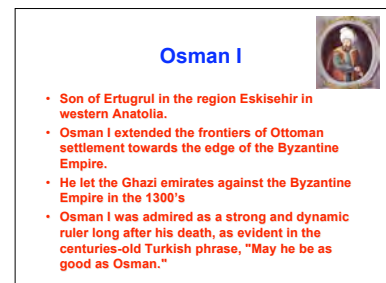 Osman I
• Son of Ertugrul in the region Eskisehir in
western Anatolia.
• Osman I extended the frontiers of Ottoman
settlement towards the edge of the Byzantine
Empire.
• He let the Ghazi emirates against the Byzantine
Empire in the 1300's
• Osman I was admired as a strong and dynamic
ruler long after his death, as evident in the
centuries-old Turkish phrase, "May he be as
good as Osman."